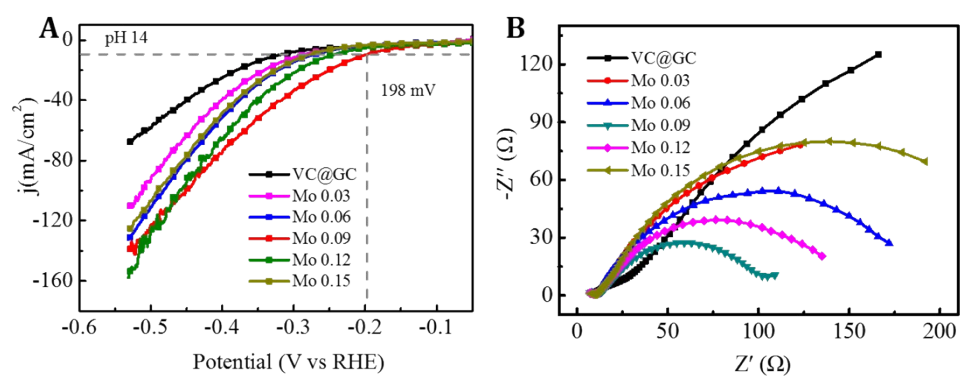 A
pH 14
198 mV
0
-40
-80
-120
-160
j(mA/cm²)
VC@GC
Mo 0.03
Mo 0.06
Mo 0.09
Mo 0.12
Mo 0.15
-0.6
-0.5
-0.4
-0.3
-0.2
-0.1
Potential (V vs RHE)
B
VC@GC
Mo 0.03
Mo 0.06
Mo 0.09
Mo 0.12
Mo 0.15
120
90
60
30
0
-Z″ (Ω)
0
50
100
150
200
Z′ (Ω)